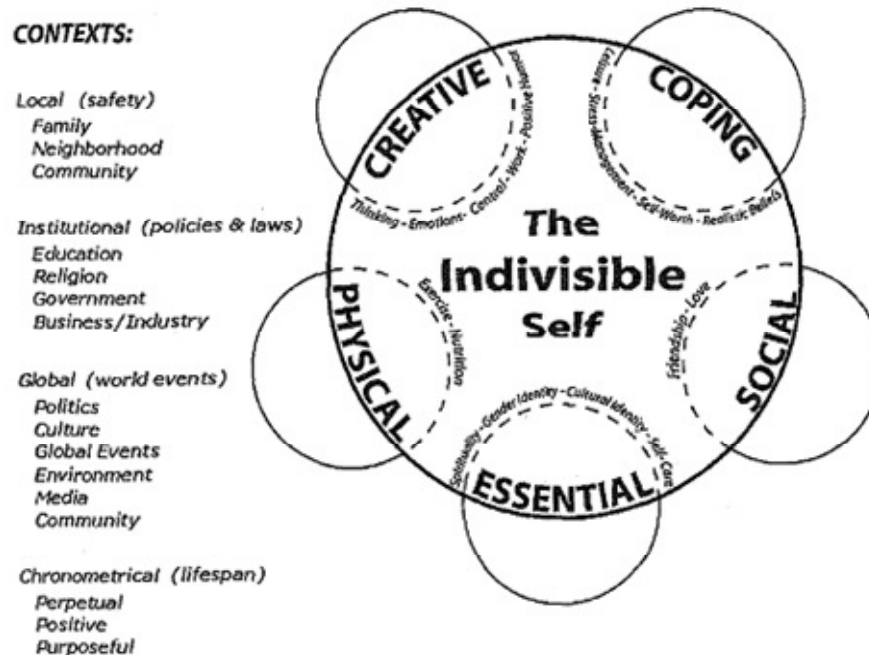 CONTEXTS:
Local (safety)
Family
Neighborhood
Community
Institutional (policies & laws)
Education
Religion
Government
Business/Industry
Global (world events)
Politics
Culture
Global Events
Environment
Media
Community
Chronometrical (lifespan)
Perpetual
Positive
Purposeful
CREATIVE
Thinking - Emotions - Control - Work - Positive Humor
COPING
Leisure - Stress-Management - Self-Worth - Realistic Beliefs
The
Indivisible
Self
PHYSICAL
Exercise - Nutrition
SOCIAL
Friendship - Love
ESSENTIAL
Spirituality - Gender Identity - Cultural Identity - Self-Care